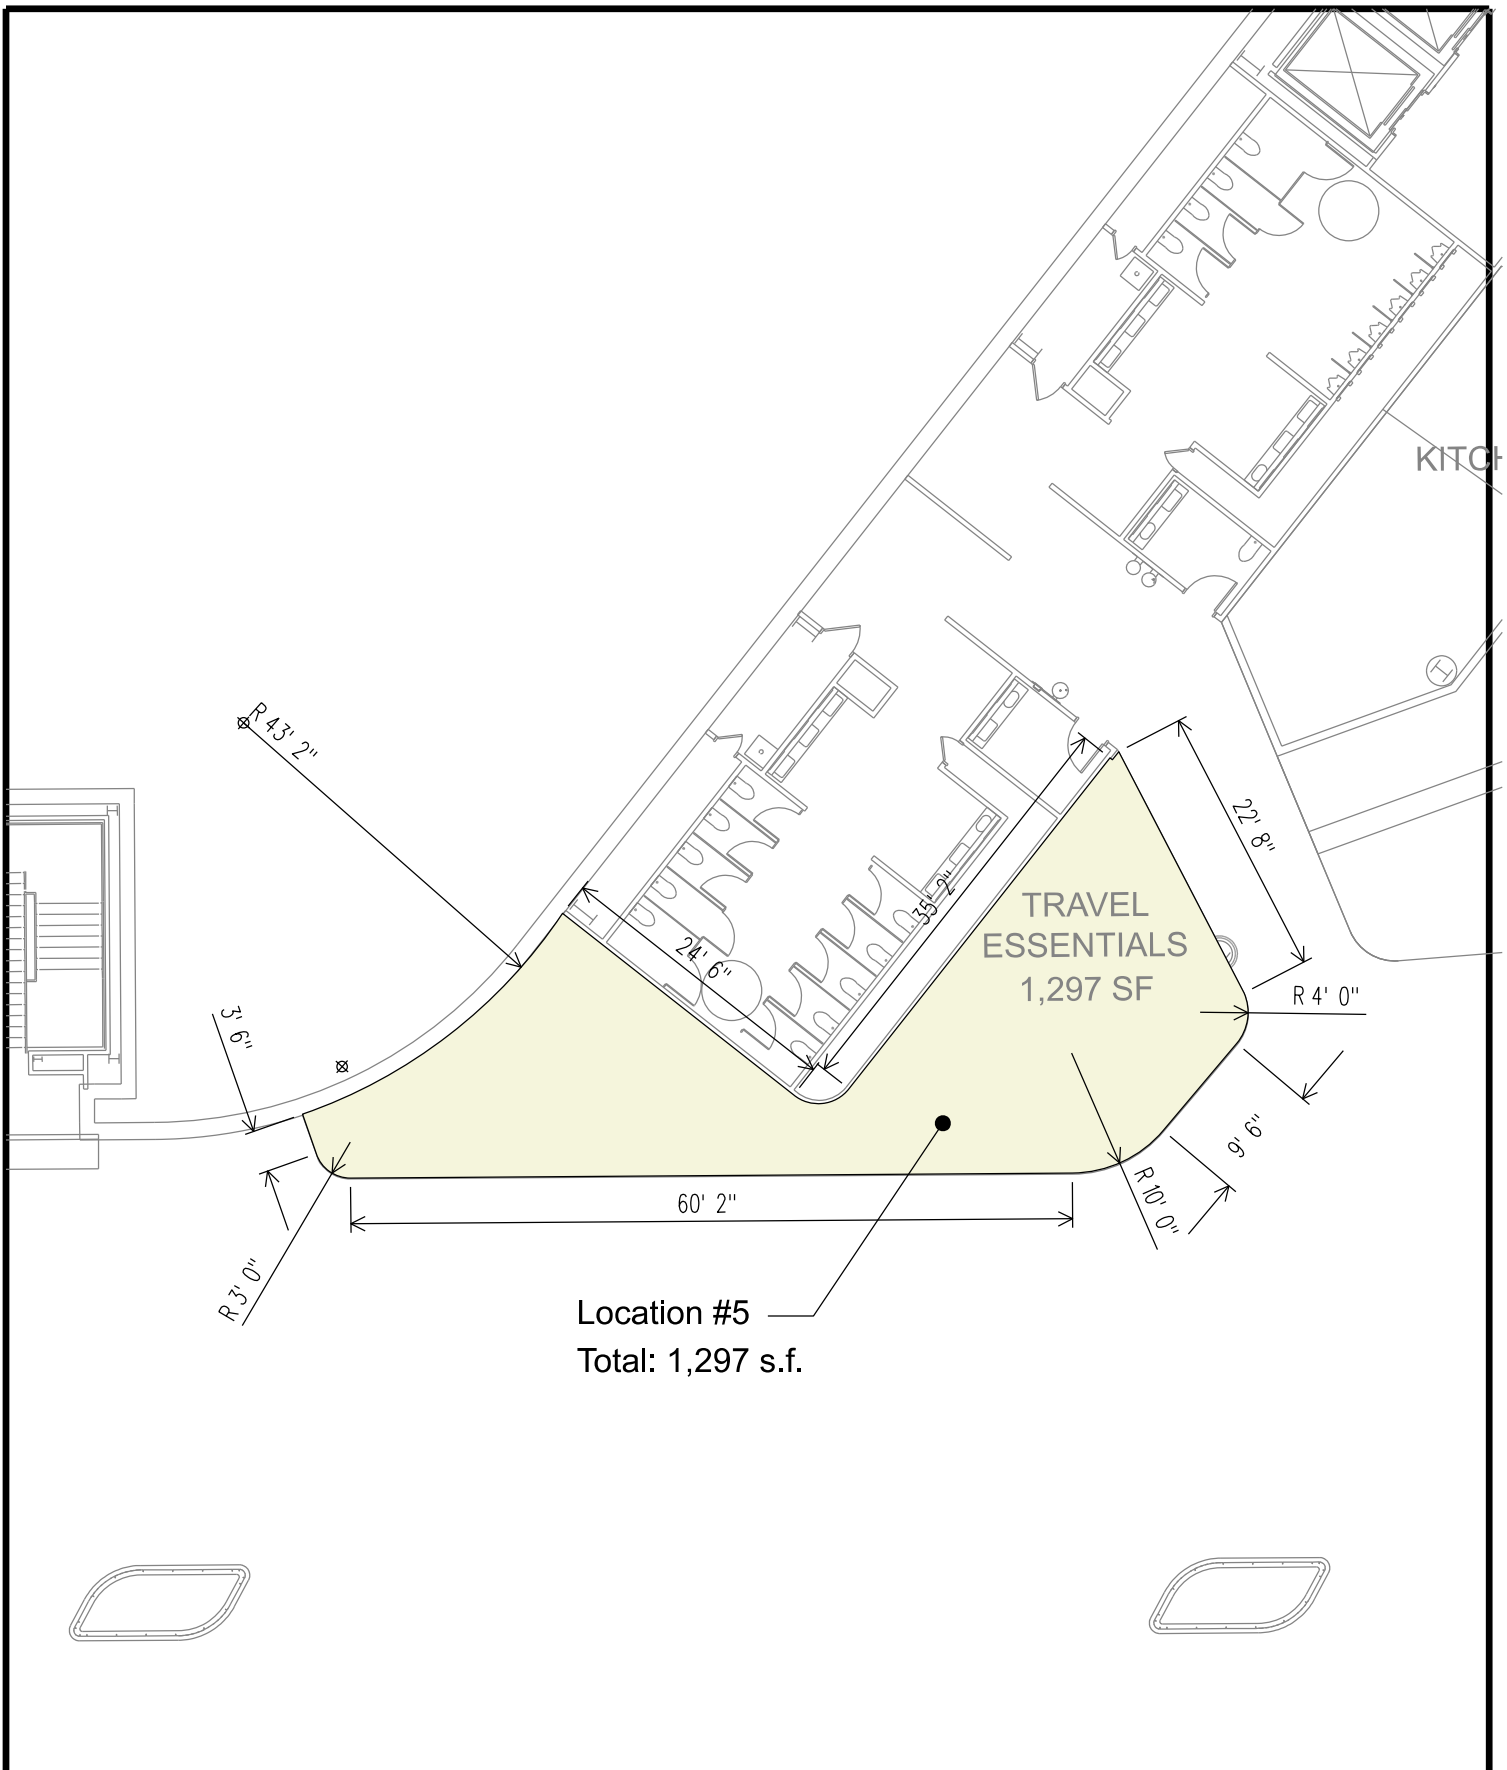 KITCH
R 43' 2"
22' 8"
35' 2"
TRAVEL
ESSENTIALS
1,297 SF
24' 6"
R 4' 0"
3' 6"
9' 6"
R 10' 0"
60' 2"
R 3' 0"
Location #5
Total: 1,297 s.f.